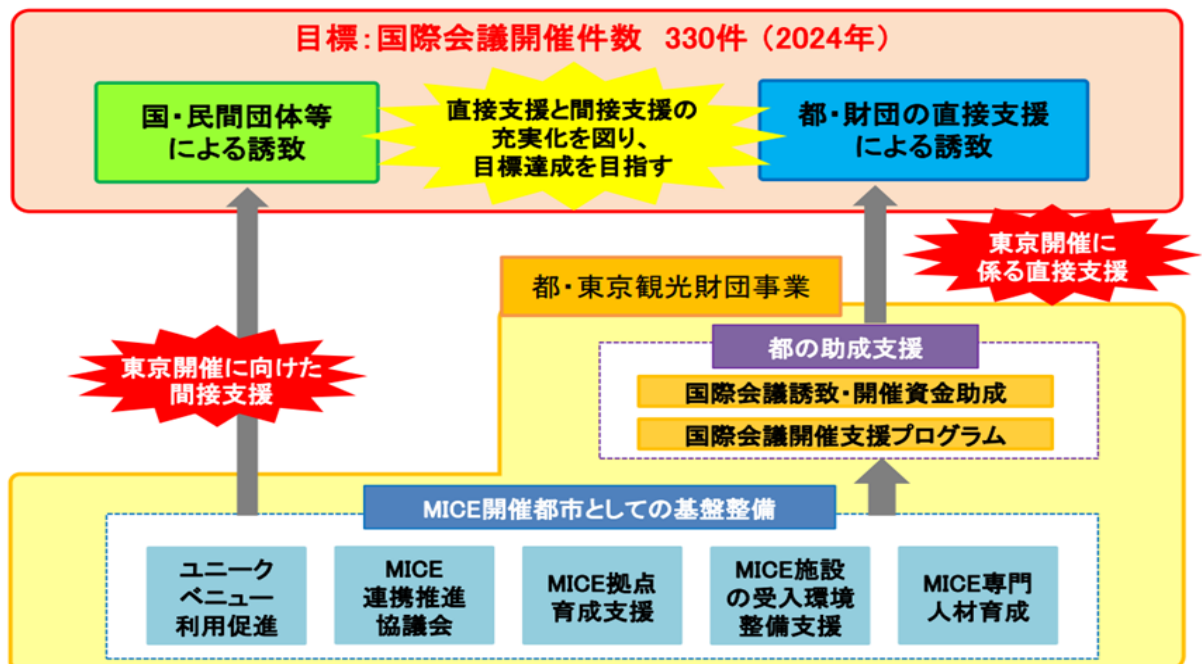 目標：国際会議開催件数 330件（2024年）
国・民間団体等
による誘致
直接支援と間接支援の
充実化を図り、
目標達成を目指す
都・財団の直接支援
による誘致
東京開催に
係る直接支援
都・東京観光財団事業
東京開催に向けた
間接支援
都の助成支援
国際会議誘致・開催資金助成
国際会議開催支援プログラム
MICE開催都市としての基盤整備
ユニーク
ベニュー
利用促進
MICE
連携推進
協議会
MICE拠点
育成支援
MICE施設
の受入環境
整備支援
MICE専門
人材育成